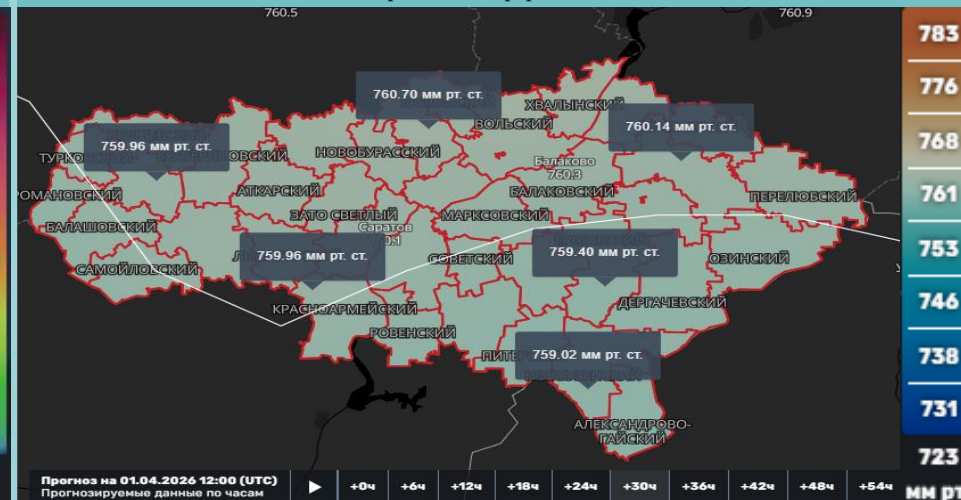 760.5
760.9
783
776
768
761
753
746
738
731
723
мм рт
760.70 мм рт. ст.
ХВАЛЫНСКИЙ
ВОЛЬСКИЙ
760.14 мм рт. ст.
759.96 мм рт. ст.
НОВОБУРАССКИЙ
Балаково
760.3
РОМАНОВСКИЙ
АТКАРСКИЙ
БАЛАКОВСКИЙ
ПЕРЕЛЮБСКИЙ
ЗАТО СВЕТЛЫЙ
МАРКСОВСКИЙ
БАЛАШОВСКИЙ
Саратов
759.96 мм рт. ст.
759.40 мм рт. ст.
СОВЕТСКИЙ
ОЗИНСКИЙ
САМОЙЛОВСКИЙ
КРАСНОАРМЕЙСКИЙ
ДЕРГАЧЕВСКИЙ
РОВЕНСКИЙ
759.02 мм рт. ст.
АЛЕКСАНДРОВО-
ГАЙСКИЙ
Прогноз на 01.04.2026 12:00 (UTC)
Прогнозируемые данные по часам
+0ч +6ч +12ч +18ч +24ч +30ч +36ч +42ч +48ч +54ч